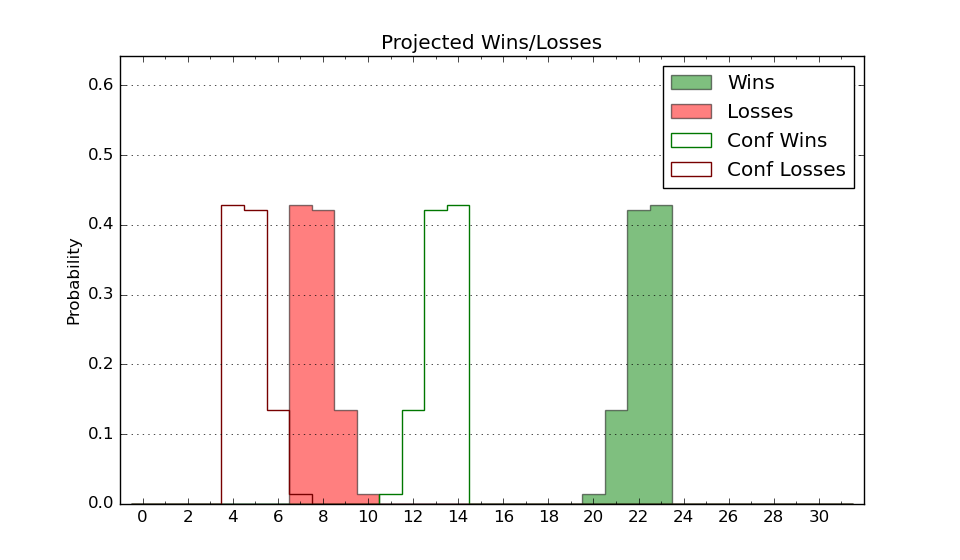 Projected Wins/Losses
Probability
0.6
0.5
0.4
0.3
0.2
0.1
0.0
Wins
Losses
Conf Wins
Conf Losses
0 2 4 6 8 10 12 14 16 18 20 22 24 26 28 30